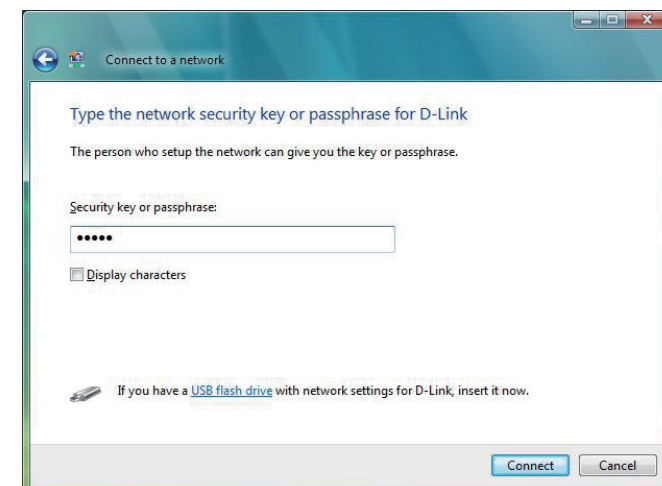 Connect to a network
Type the network security key or passphrase for D-Link
The person who setup the network can give you the key or passphrase.
Security key or passphrase:
•••••
Display characters
If you have a USB flash drive with network settings for D-Link, insert it now.
Connect Cancel